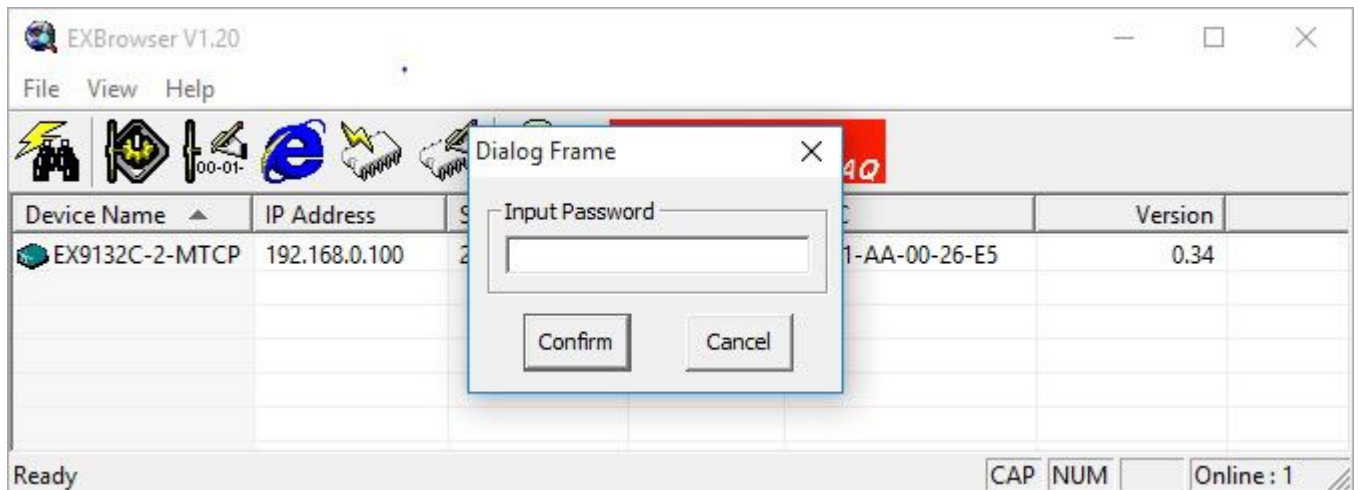 EXBrowser V1.20
File View Help
00-01-
Dialog Frame
AQ
Device Name IP Address S C Version
Input Password
EX9132C-2-MTCP 192.168.0.100 2 1-AA-00-26-E5 0.34
Confirm Cancel
Ready CAP NUM Online : 1